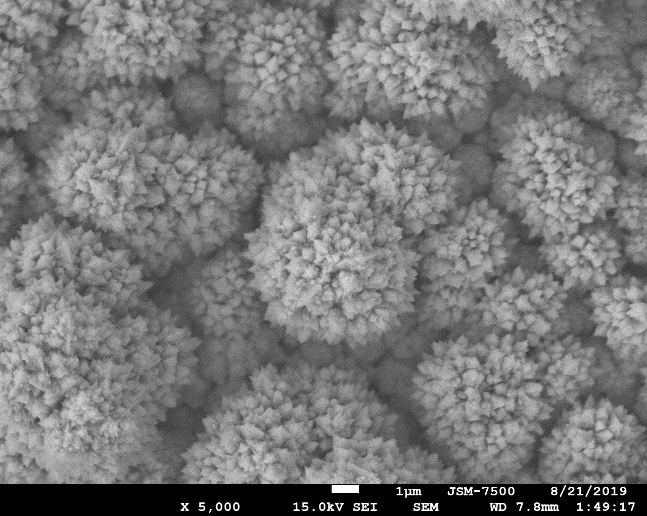 1µm JSM-7500 8/21/2019
X 5,000 15.0kV SEI SEM WD 7.8mm 1:49:17